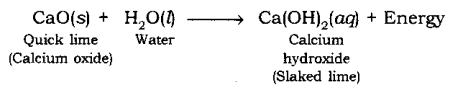 CaO(s) + H₂O(l) ⟶ Ca(OH)₂(aq) + Energy
Quick lime Water Calcium
(Calcium oxide) hydroxide
(Slaked lime)